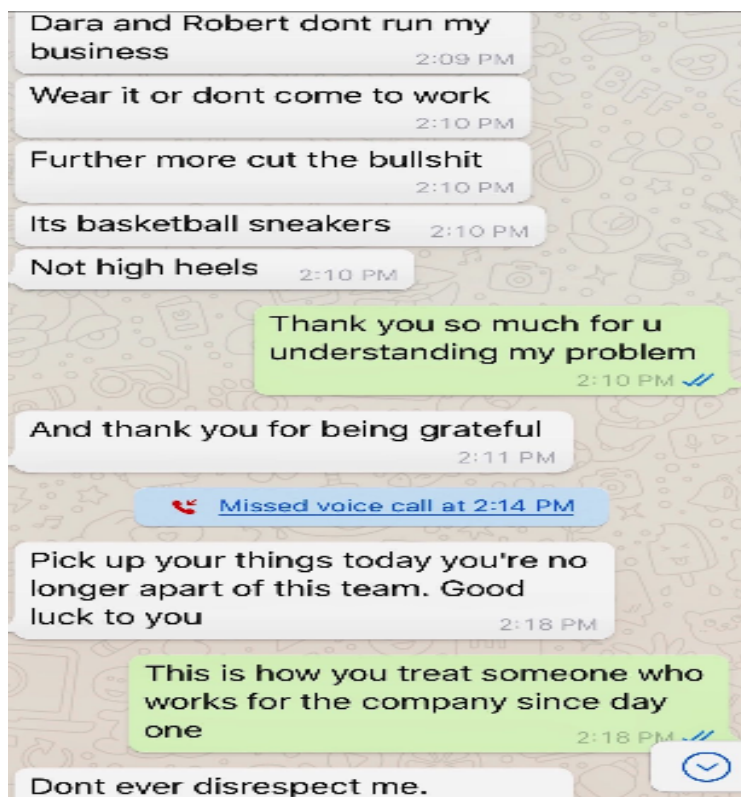 Dara and Robert dont run my
business
2:09 PM
Wear it or dont come to work
2:10 PM
Further more cut the bullshit
2:10 PM
Its basketball sneakers 2:10 PM
Not high heels 2:10 PM
Thank you so much for u
understanding my problem
2:10 PM
And thank you for being grateful
2:11 PM
Missed voice call at 2:14 PM
Pick up your things today you're no
longer apart of this team. Good
luck to you 2:18 PM
This is how you treat someone who
works for the company since day
one 2:18 PM
Dont ever disrespect me.